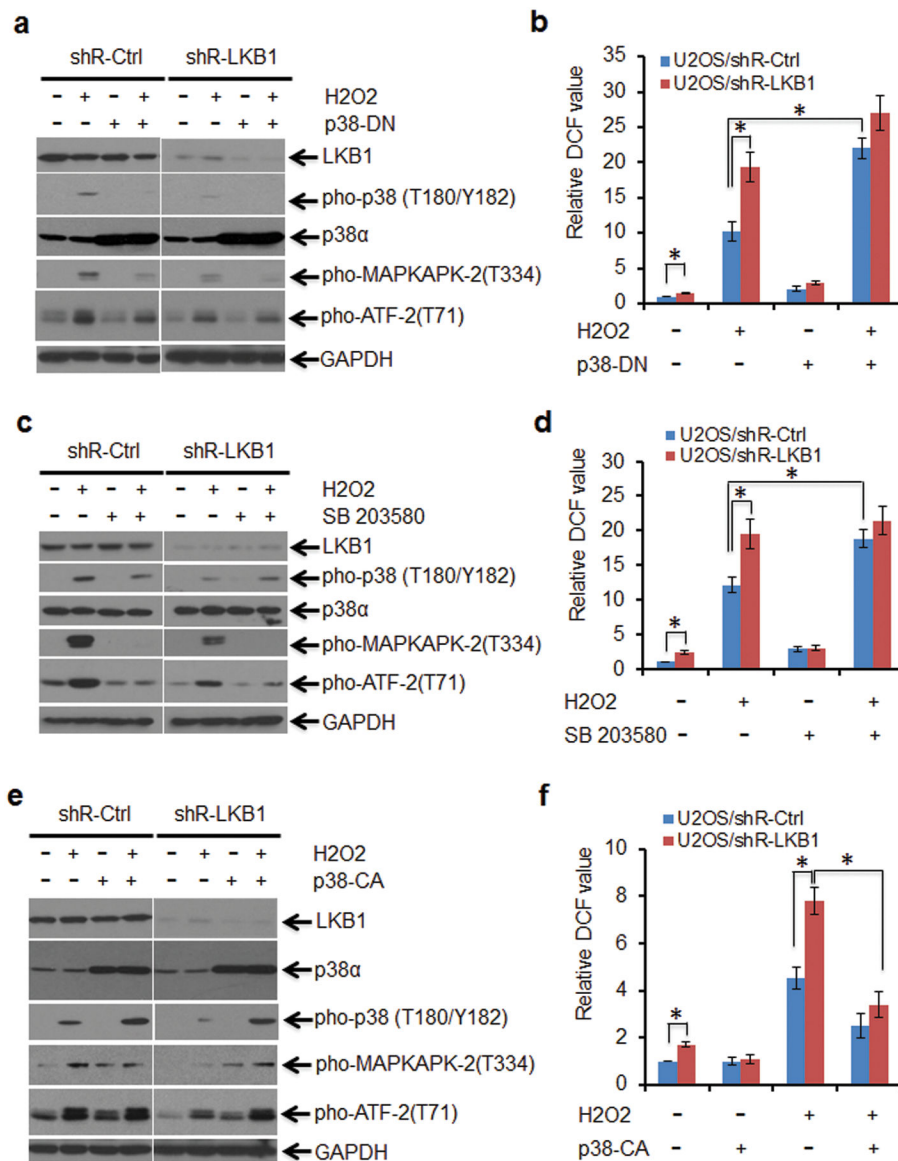 a
shR-Ctrl shR-LKB1
- + - + - + - + H2O2
- - + + - - + + p38-DN
LKB1
pho-p38 (T180/Y182)
p38α
pho-MAPKAPK-2(T334)
pho-ATF-2(T71)
GAPDH
b
Relative DCF value
35
30
25
20
15
10
5
0
U2OS/shR-Ctrl
U2OS/shR-LKB1
* * * 
H2O2 - + - +
p38-DN - - + +
c
shR-Ctrl shR-LKB1
- + - + - + - + H2O2
- - + + - - + + SB 203580
LKB1
pho-p38 (T180/Y182)
p38α
pho-MAPKAPK-2(T334)
pho-ATF-2(T71)
GAPDH
d
Relative DCF value
30
25
20
15
10
5
0
U2OS/shR-Ctrl
U2OS/shR-LKB1
* * *
H2O2 - + - +
SB 203580 - - + +
e
shR-Ctrl shR-LKB1
- + - + - + - + H2O2
- - + + - - + + p38-CA
LKB1
p38α
pho-p38 (T180/Y182)
pho-MAPKAPK-2(T334)
pho-ATF-2(T71)
GAPDH
f
Relative DCF value
10
8
6
4
2
0
U2OS/shR-Ctrl
U2OS/shR-LKB1
* * *
H2O2 - - + +
p38-CA - + - +